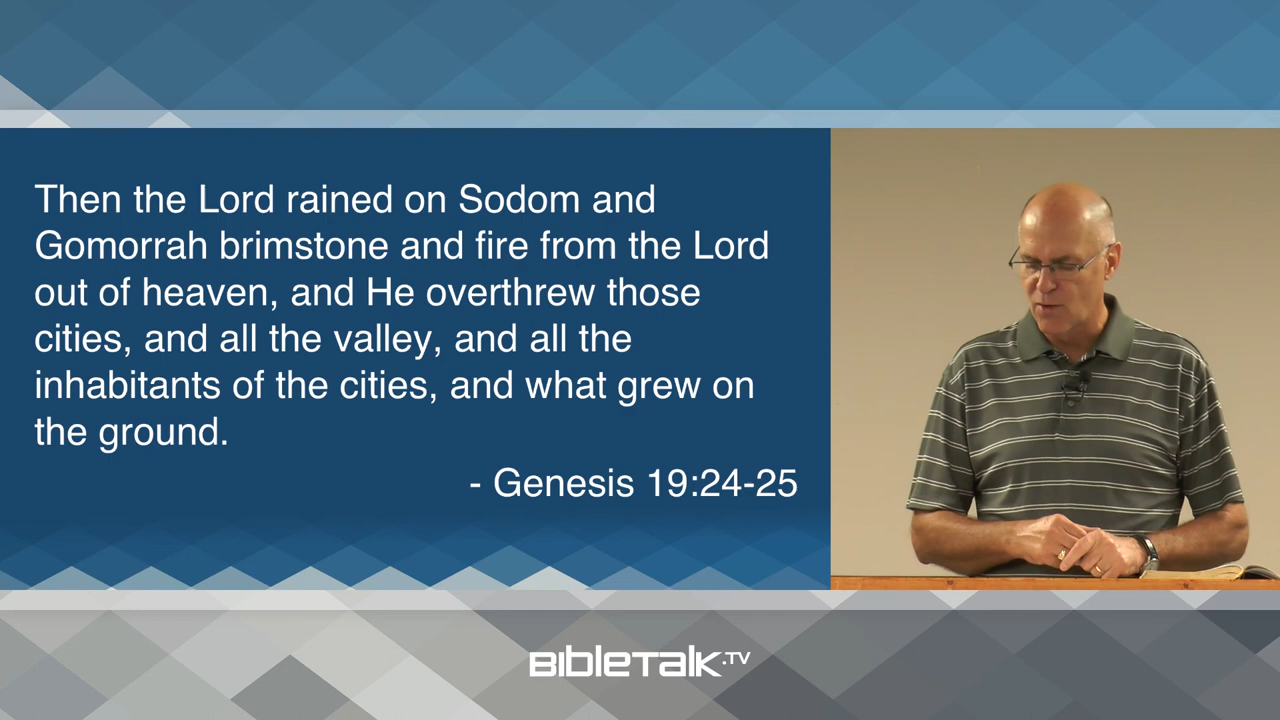 Then the Lord rained on Sodom and
Gomorrah brimstone and fire from the Lord
out of heaven, and He overthrew those
cities, and all the valley, and all the
inhabitants of the cities, and what grew on
the ground.
- Genesis 19:24-25
BibleTalk.TV